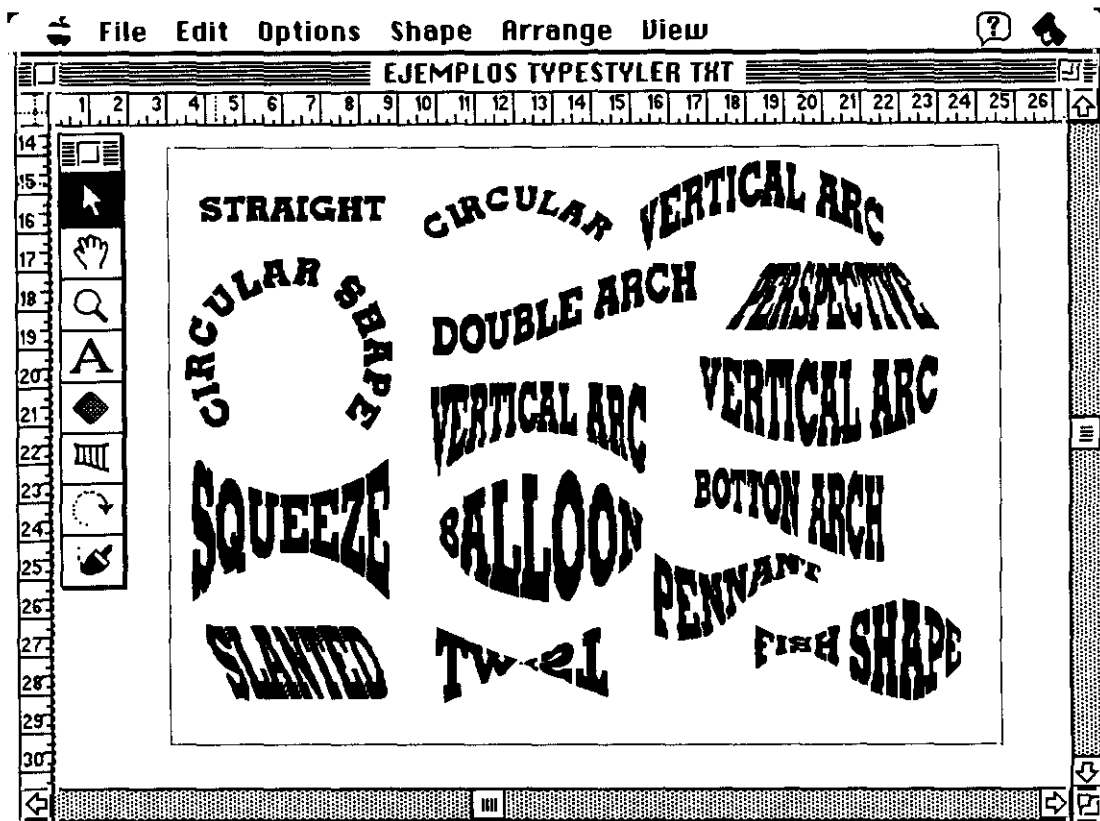 File Edit Options Shape Arrange View ?
EJEMPLOS TYPESTYLER TXT
1 2 3 4 5 6 7 8 9 10 11 12 13 14 15 16 17 18 19 20 21 22 23 24 25 26
14
15
16
17
18
19
20
21
22
23
24
25
26
27
28
29
30
A
STRAIGHT
CIRCULAR
VERTICAL ARC
CIRCULAR SHAPE
DOUBLE ARCH
PERSPECTIVE
VERTICAL ARC
VERTICAL ARC
SQUEEZE
BALLOON
BOTTON ARCH
PENNANT
SLANTED
TWIST
FISH SHAPE